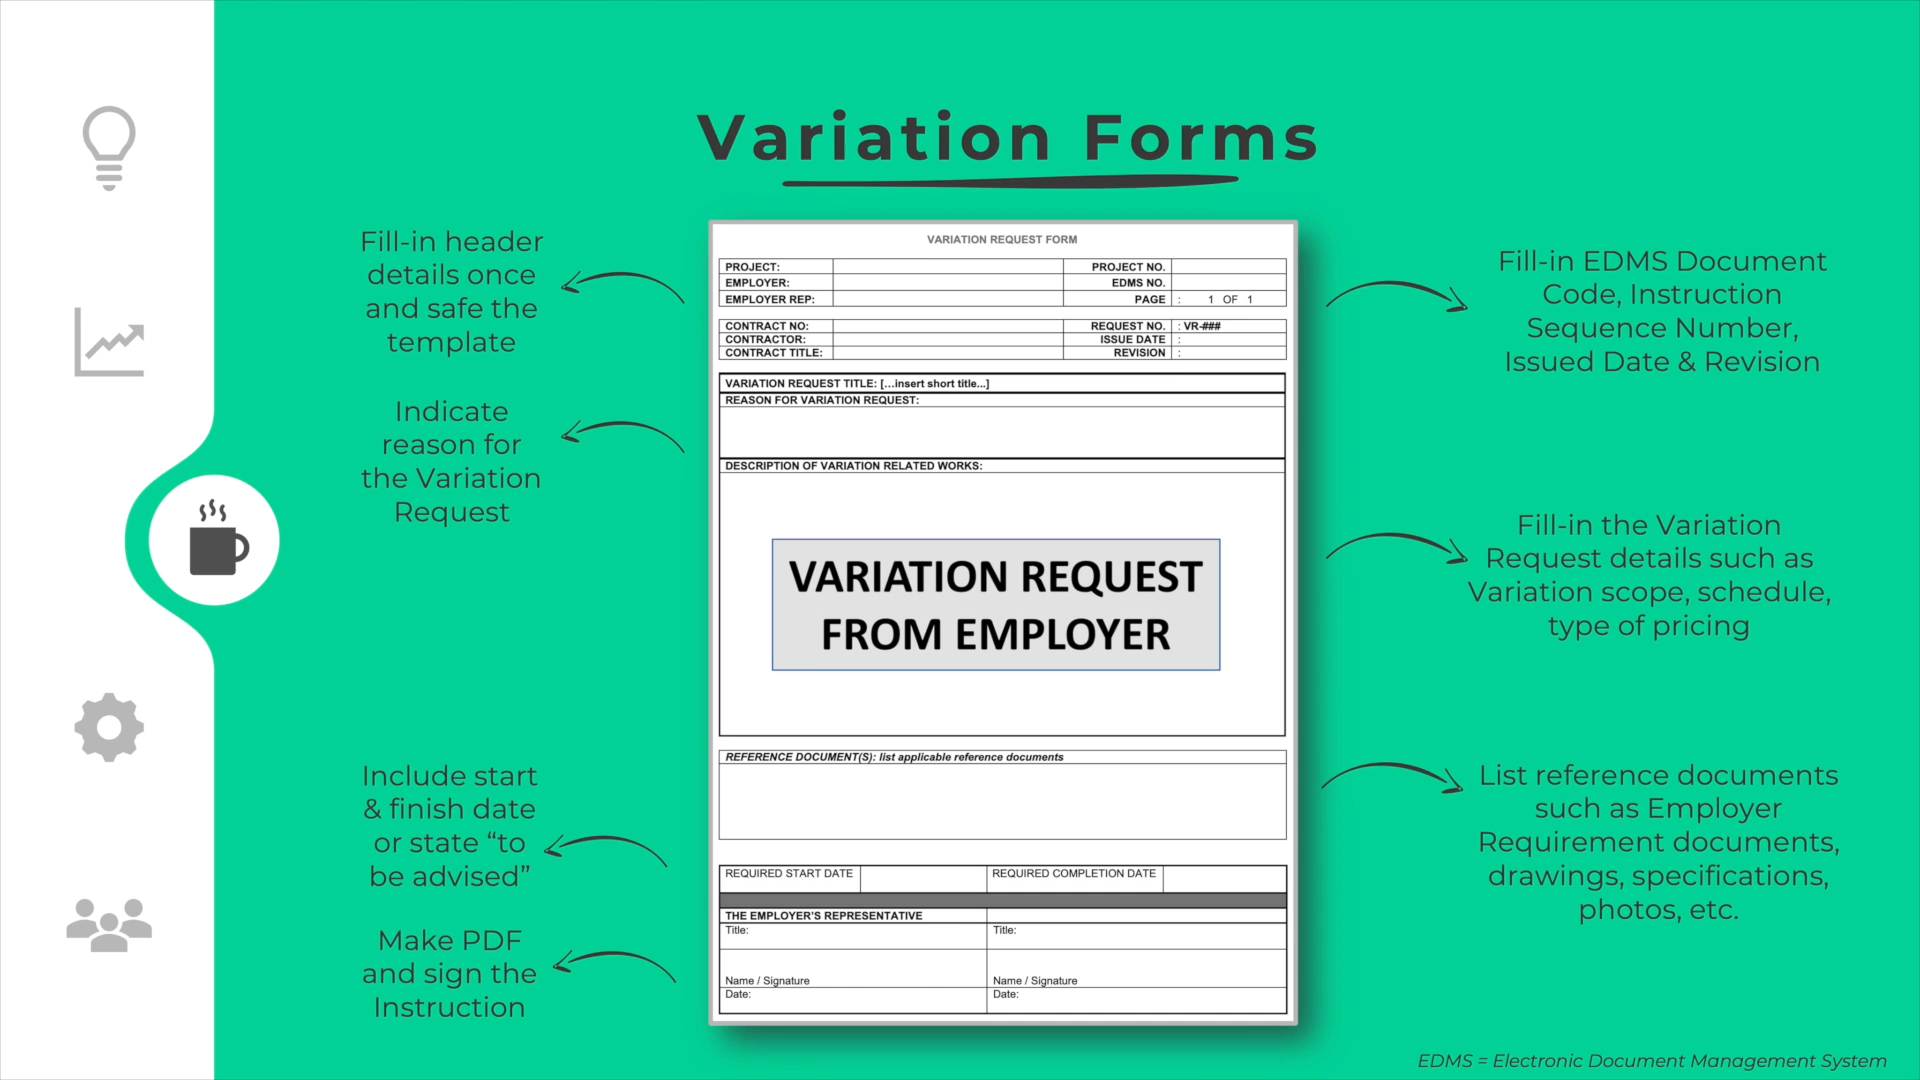 Variation Forms
Fill-in header
details once
and safe the
template
Indicate
reason for
the Variation
Request
Include start
& finish date
or state “to
be advised”
Make PDF
and sign the
Instruction
VARIATION REQUEST FORM
PROJECT: PROJECT NO.
EMPLOYER: EDMS NO.
EMPLOYER REP: PAGE : 1 OF 1
CONTRACT NO: REQUEST NO. : VR-###
CONTRACTOR: ISSUE DATE :
CONTRACT TITLE: REVISION :
VARIATION REQUEST TITLE: [...insert short title...]
REASON FOR VARIATION REQUEST:
DESCRIPTION OF VARIATION RELATED WORKS:
VARIATION REQUEST
FROM EMPLOYER
REFERENCE DOCUMENT(S): list applicable reference documents
REQUIRED START DATE REQUIRED COMPLETION DATE
THE EMPLOYER'S REPRESENTATIVE
Title: Title:
Name / Signature Name / Signature
Date: Date:
Fill-in EDMS Document
Code, Instruction
Sequence Number,
Issued Date & Revision
Fill-in the Variation
Request details such as
Variation scope, schedule,
type of pricing
List reference documents
such as Employer
Requirement documents,
drawings, specifications,
photos, etc.
EDMS = Electronic Document Management System